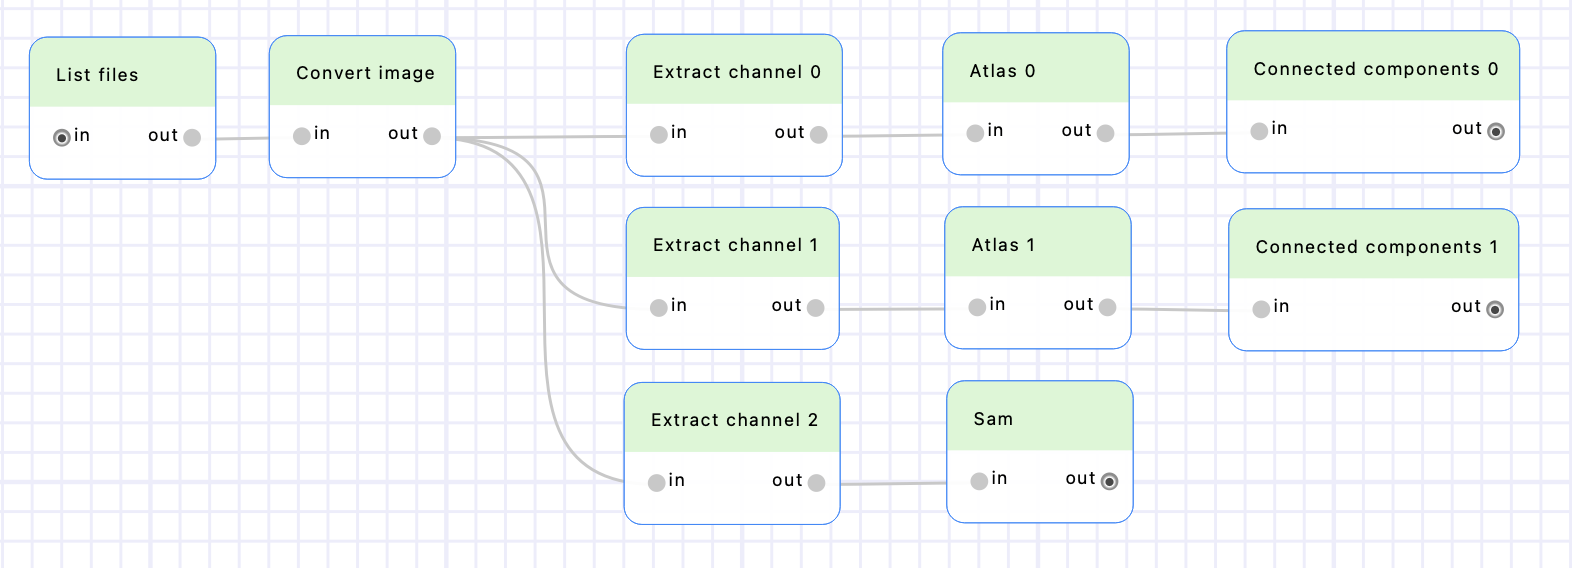 List files
in out
Convert image
in out
Extract channel 0
in out
Atlas 0
in out
Connected components 0
in out
Extract channel 1
in out
Atlas 1
in out
Connected components 1
in out
Extract channel 2
in out
Sam
in out